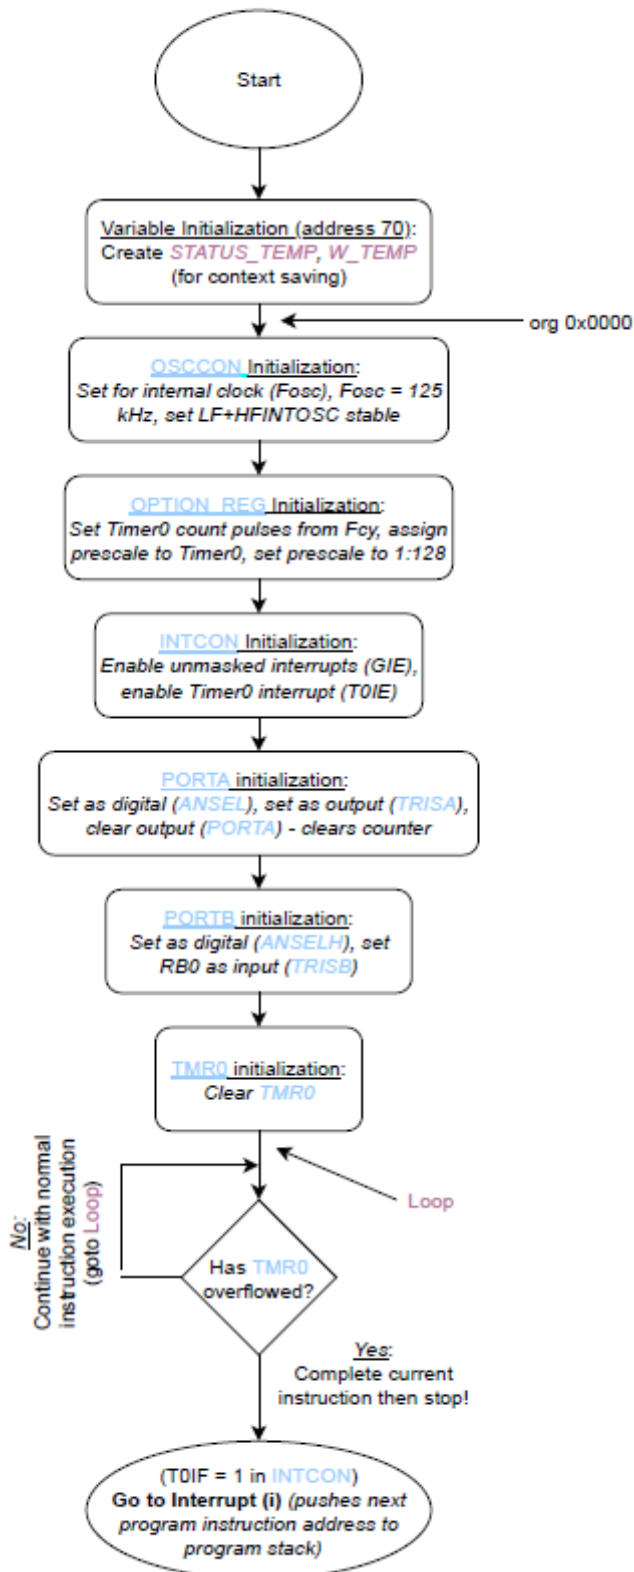 Start
Variable Initialization (address 70):
Create STATUS_TEMP, W_TEMP
(for context saving)
org 0x0000
OSCCON Initialization:
Set for internal clock (Fosc), Fosc = 125
kHz, set LF+HFINTOSC stable
OPTION_REG Initialization:
Set Timer0 count pulses from Fcy, assign
prescale to Timer0, set prescale to 1:128
INTCON Initialization:
Enable unmasked interrupts (GIE),
enable Timer0 interrupt (T0IE)
PORTA initialization:
Set as digital (ANSEL), set as output (TRISA),
clear output (PORTA) - clears counter
PORTB initialization:
Set as digital (ANSELH), set
RB0 as input (TRISB)
TMR0 initialization:
Clear TMR0
Loop
No:
Continue with normal
instruction execution
(goto Loop)
Has TMR0
overflowed?
Yes:
Complete current
instruction then stop!
(T0IF = 1 in INTCON)
Go to Interrupt (i) (pushes next
program instruction address to
program stack)